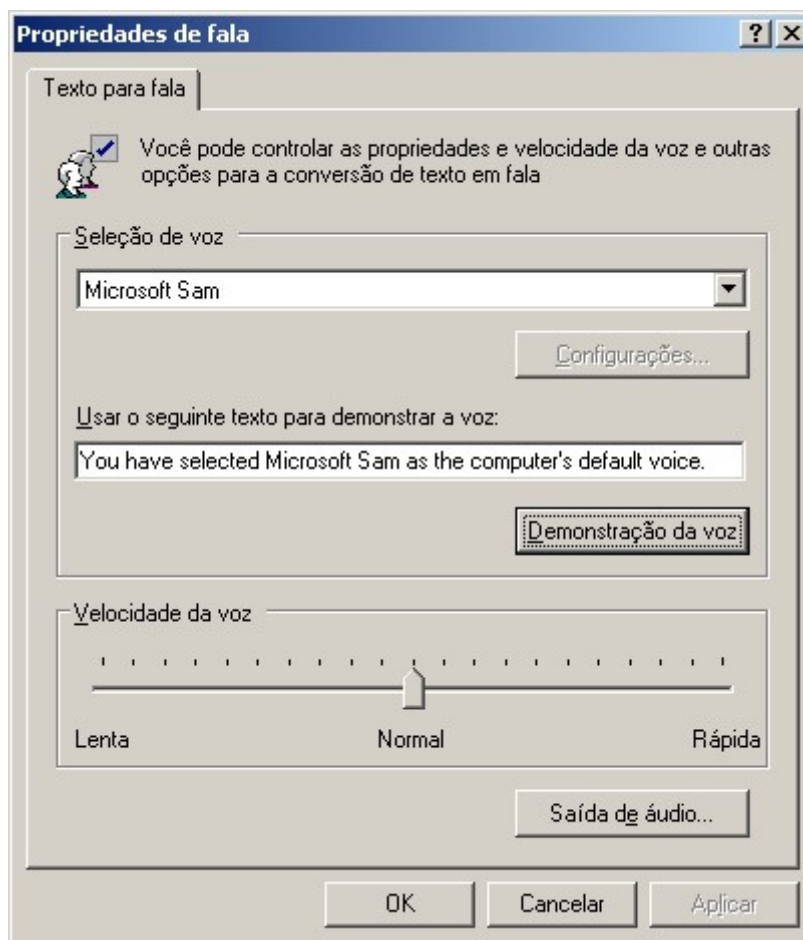 Propriedades de fala
Texto para fala
Você pode controlar as propriedades e velocidade da voz e outras
opções para a conversão de texto em fala
Seleção de voz
Microsoft Sam
Configurações...
Usar o seguinte texto para demonstrar a voz:
You have selected Microsoft Sam as the computer's default voice.
Demonstração da voz
Velocidade da voz
Lenta Normal Rápida
Saída de áudio...
OK Cancelar Aplicar